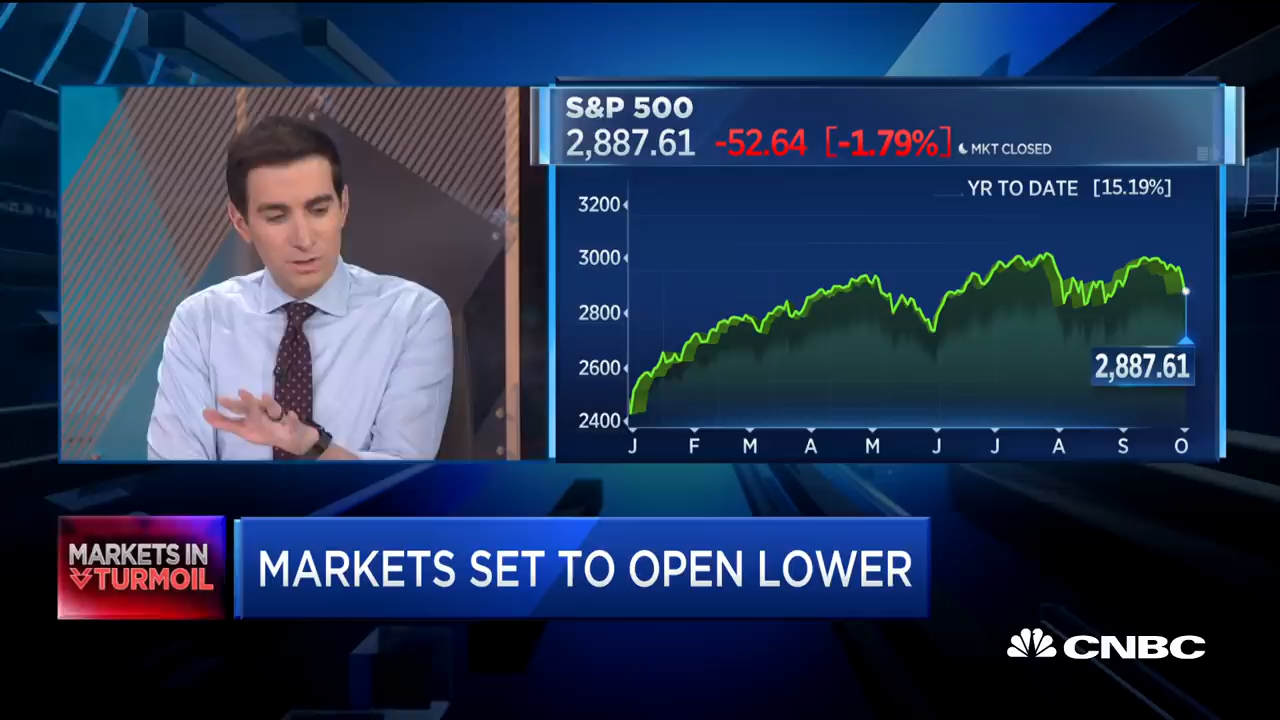 S&P 500
2,887.61 -52.64 [-1.79%] MKT CLOSED
YR TO DATE [15.19%]
3200
3000
2800
2600
2400
2,887.61
J F M A M J J A S O
MARKETS IN
TURMOIL
MARKETS SET TO OPEN LOWER
CNBC